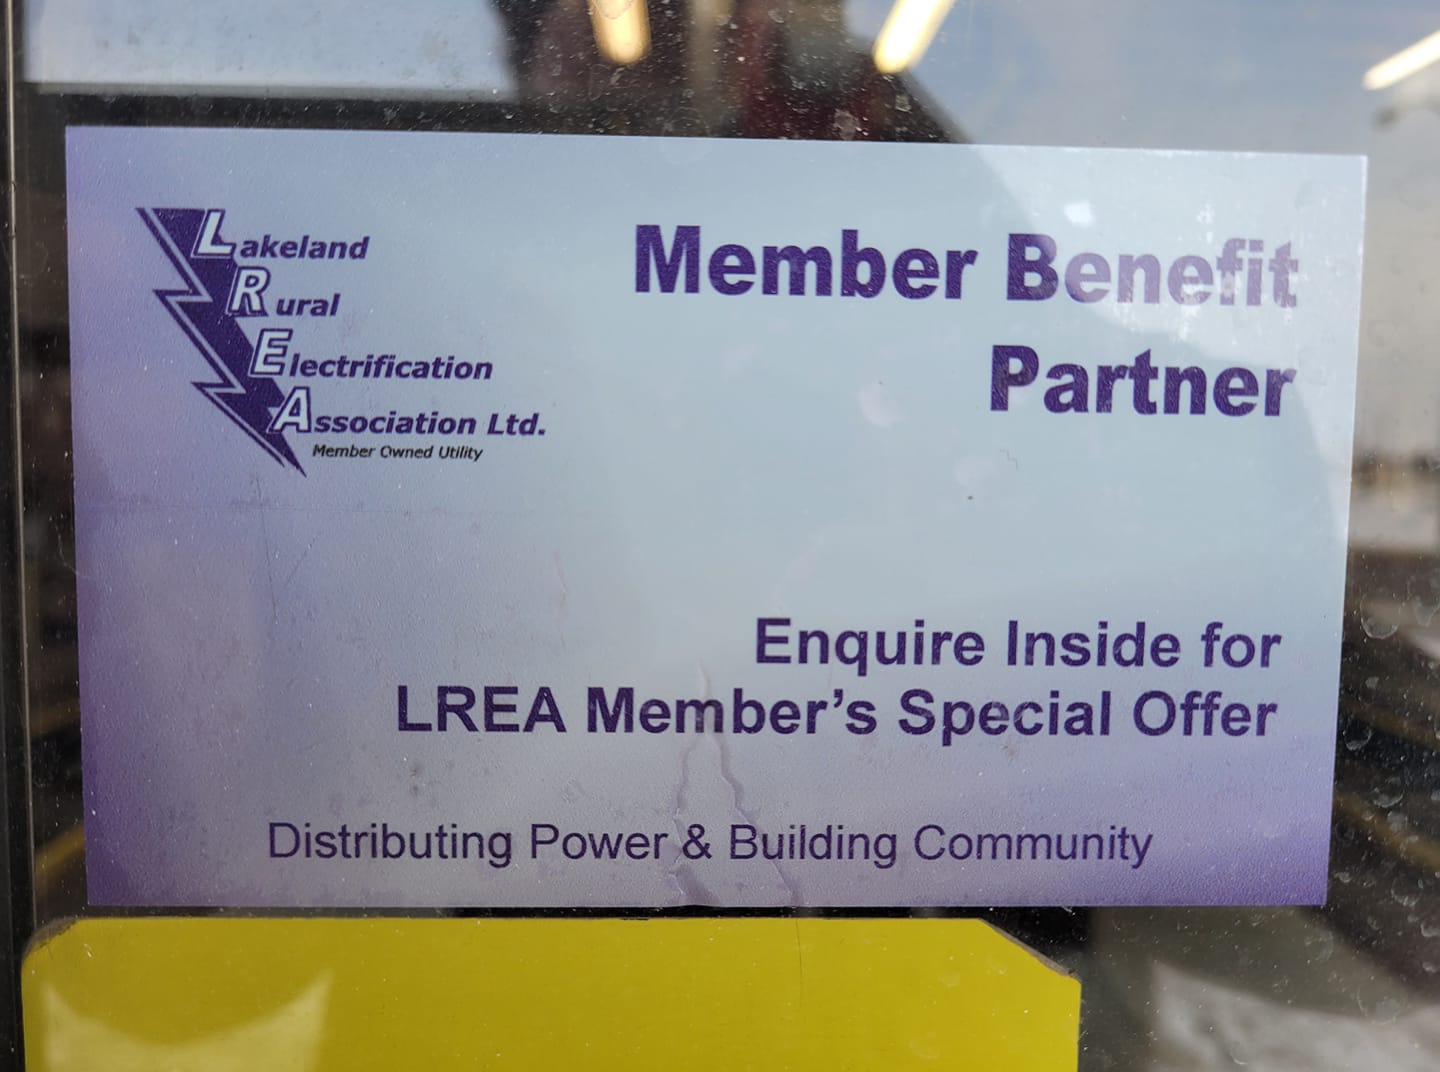 Lakeland
Rural
Electrification
Association Ltd.
Member Owned Utility
Member Benefit
Partner
Enquire Inside for
LREA Member's Special Offer
Distributing Power & Building Community